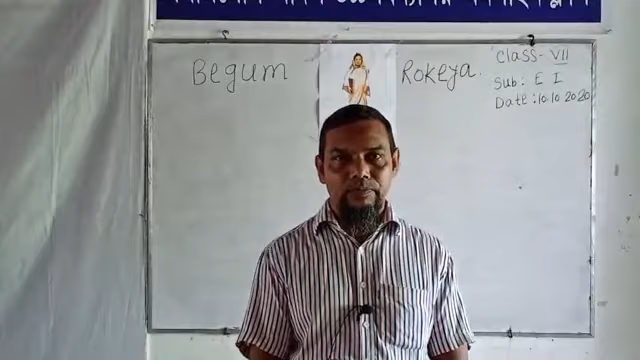 Begum Rokeya.
Class- VII
Sub: E I
Date :10.10 2020